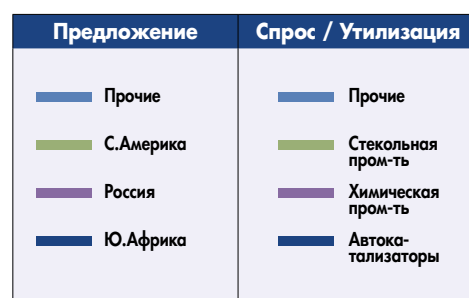 Предложение
Прочие
С.Америка
Россия
Ю.Африка
Спрос / Утилизация
Прочие
Стекольная
пром-ть
Химическая
пром-ть
Автока-
тализаторы